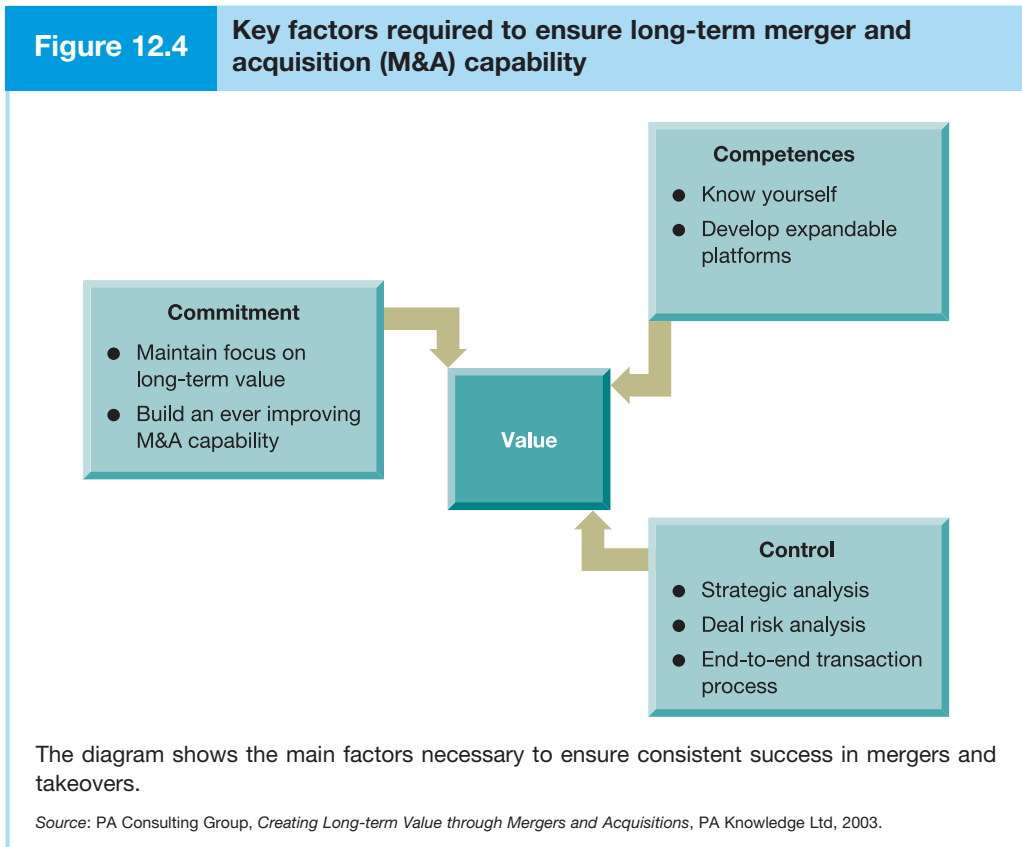 Figure 12.4
Key factors required to ensure long-term merger and
acquisition (M&A) capability
Competences
● Know yourself
● Develop expandable
platforms
Commitment
● Maintain focus on
long-term value
● Build an ever improving
M&A capability
Value
Control
● Strategic analysis
● Deal risk analysis
● End-to-end transaction
process
The diagram shows the main factors necessary to ensure consistent success in mergers and
takeovers.
Source: PA Consulting Group, Creating Long-term Value through Mergers and Acquisitions, PA Knowledge Ltd, 2003.